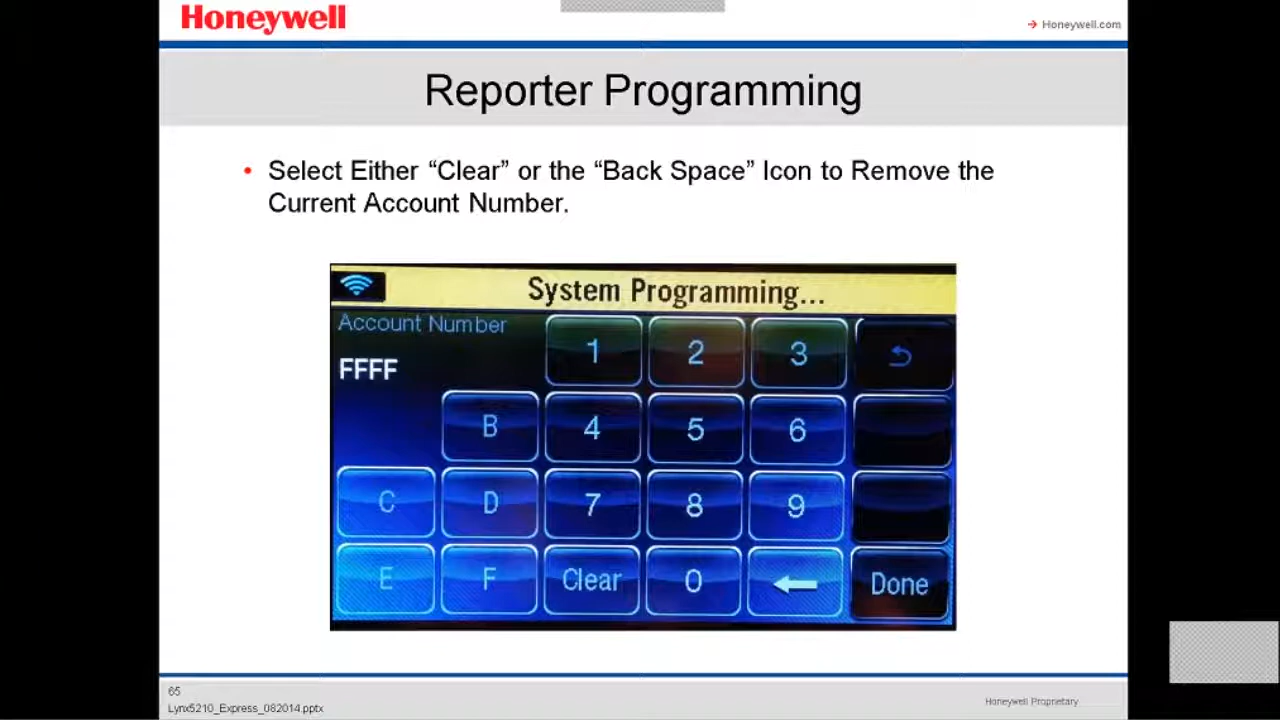 Honeywell
→ Honeywell.com
Reporter Programming
• Select Either “Clear” or the “Back Space” Icon to Remove the
Current Account Number.
System Programming...
Account Number
1 2 3
FFFF
B 4 5 6
C D 7 8 9
E F Clear 0 Done
65
Lynx5210_Express_082014.pptx
Honeywell Proprietary